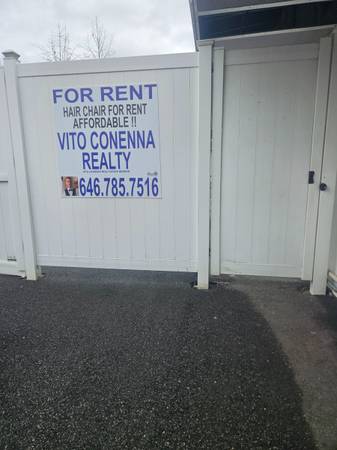 FOR RENT
HAIR CHAIR FOR RENT
AFFORDABLE !!
VITO CONENNA
REALTY
646.785.7516